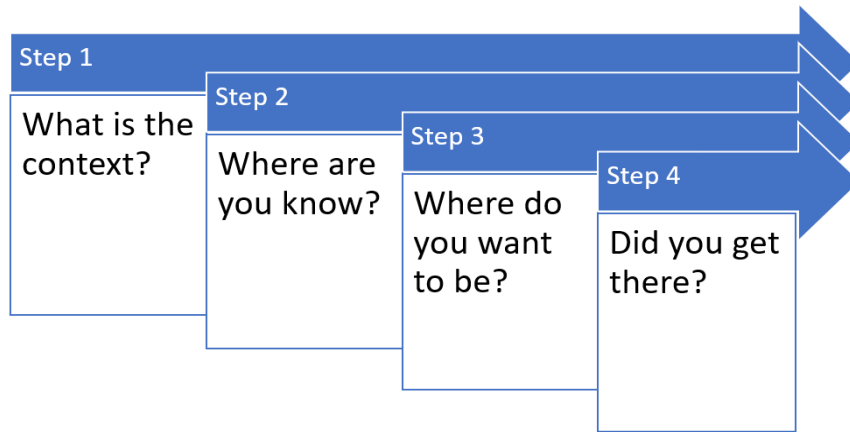 Step 1
What is the
context?
Step 2
Where are
you know?
Step 3
Where do
you want
to be?
Step 4
Did you get
there?